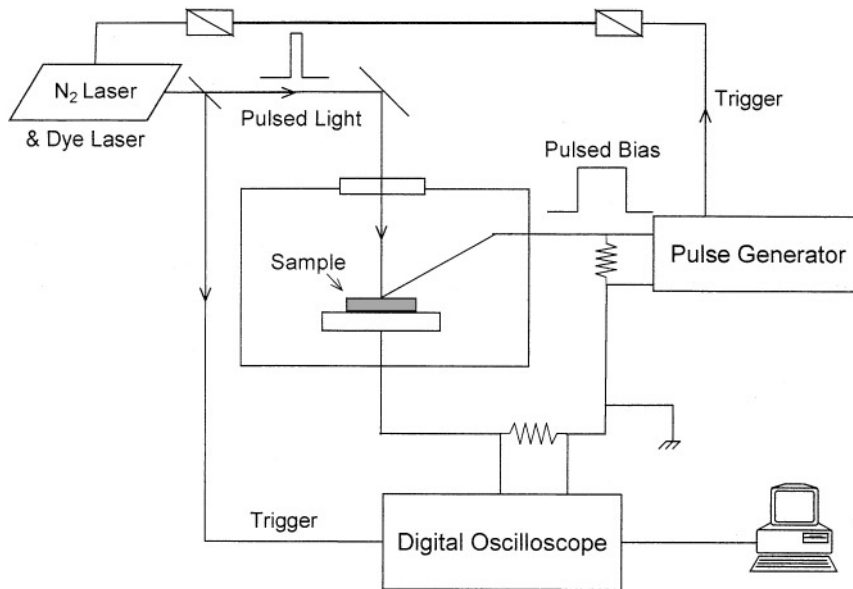 N₂ Laser
& Dye Laser
Pulsed Light
Trigger
Pulsed Bias
Pulse Generator
Sample
Trigger
Digital Oscilloscope